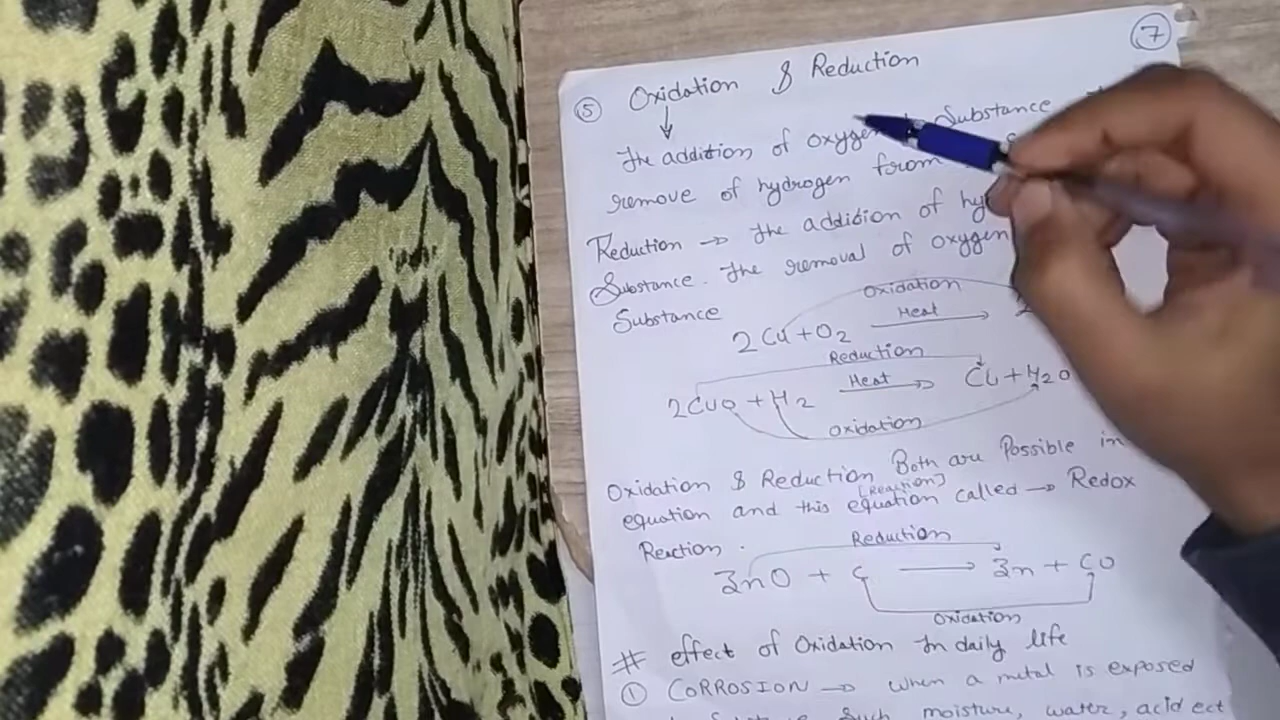 7
5 Oxidation & Reduction
The addition of oxygen Substance
remove of hydrogen from
Reduction → The addition of
Substance. The removal of oxygen
Substance
Oxidation
2Cu + O2 Heat → 2
Reduction
2CuO + H2 Heat → Cu + H2O
Oxidation
Oxidation & Reduction Both are Possible in
[Reaction]
equation and this equation called → Redox
Reaction.
Reduction
ZnO + C → Zn + CO
Oxidation
# effect of Oxidation In daily life
1 CORROSION → When a metal is exposed
Such moisture, water, acid ect